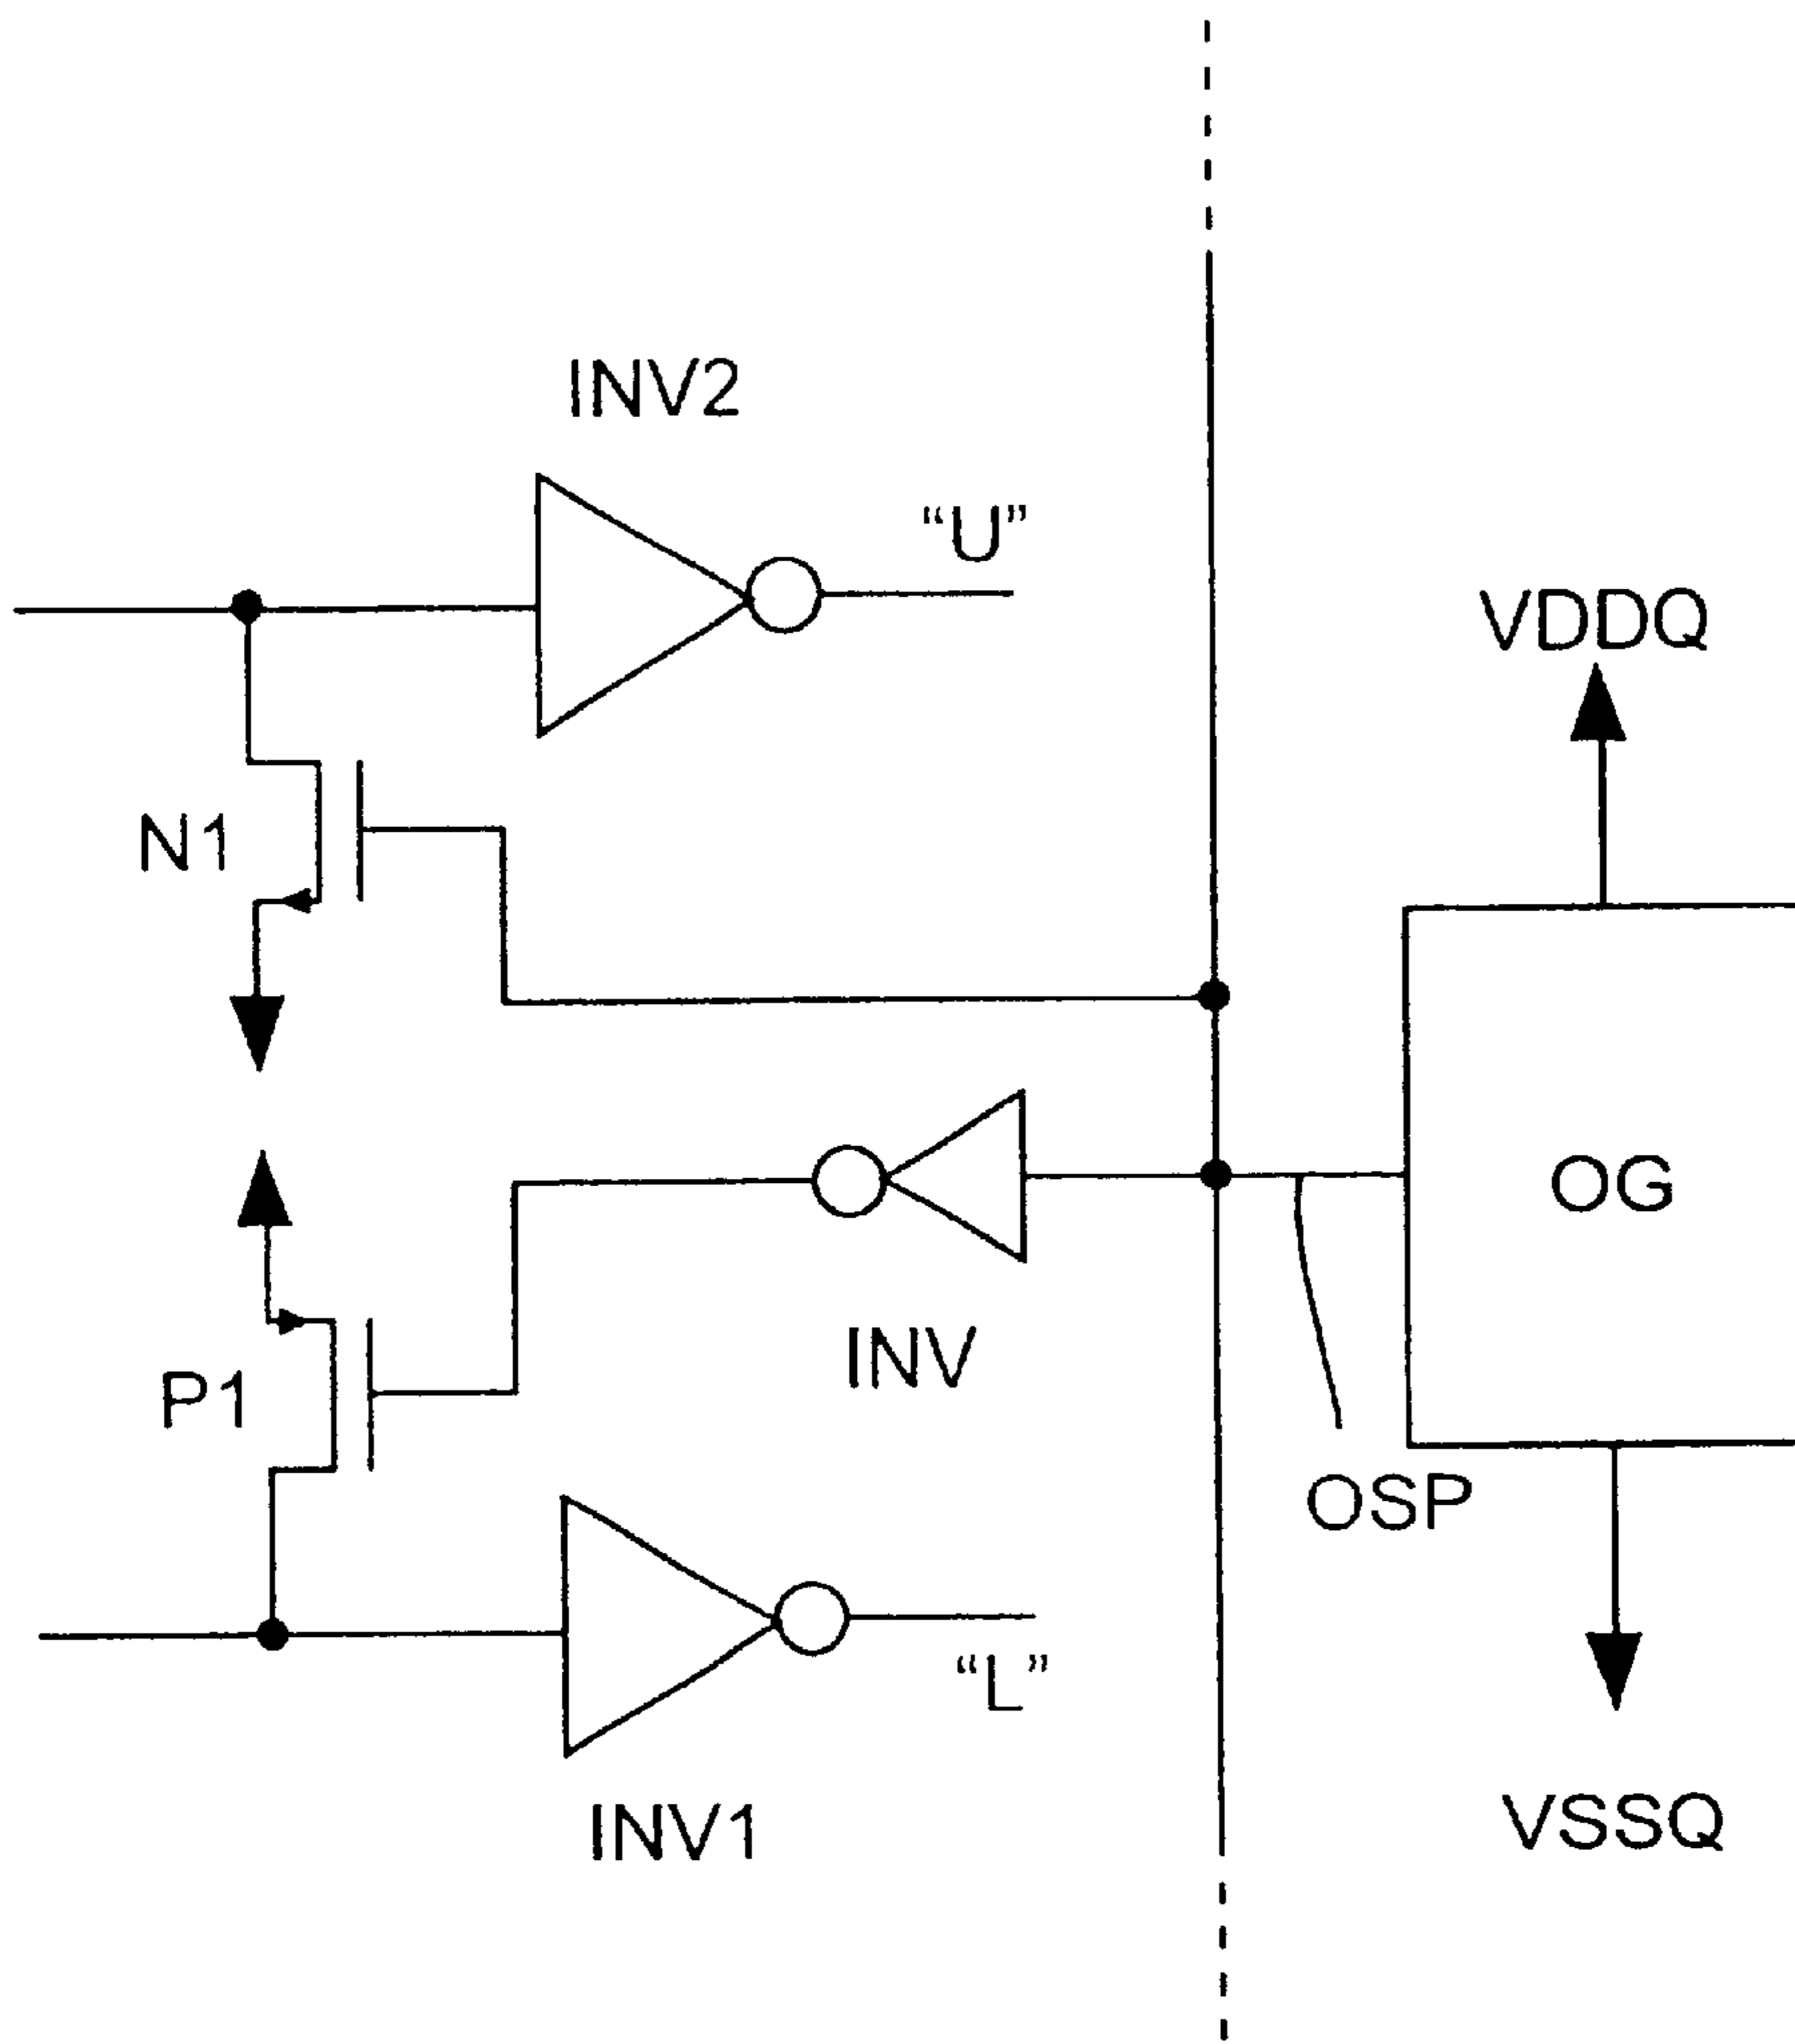 INV2
“U”
VDDQ
N1
OG
INV
P1
OSP
“L”
INV1
VSSQ